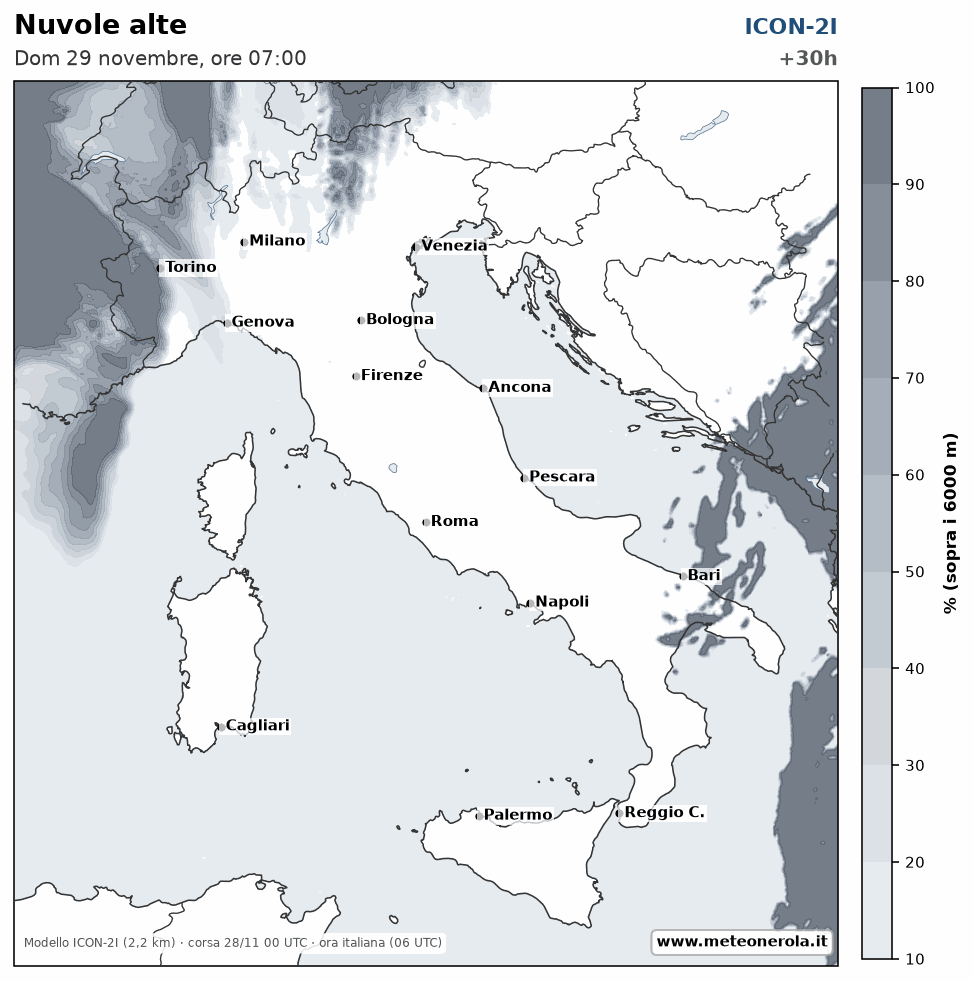 Nuvole alte
ICON-2I
Dom 29 novembre, ore 07:00
+30h
100
90
80
70
60
50
40
30
20
10
% (sopra i 6000 m)
Milano
Venezia
Torino
Genova
Bologna
Firenze
Ancona
Pescara
Roma
Bari
Napoli
Cagliari
Palermo
Reggio C.
Modello ICON-2I (2,2 km) · corsa 28/11 00 UTC · ora italiana (06 UTC)
www.meteonerola.it